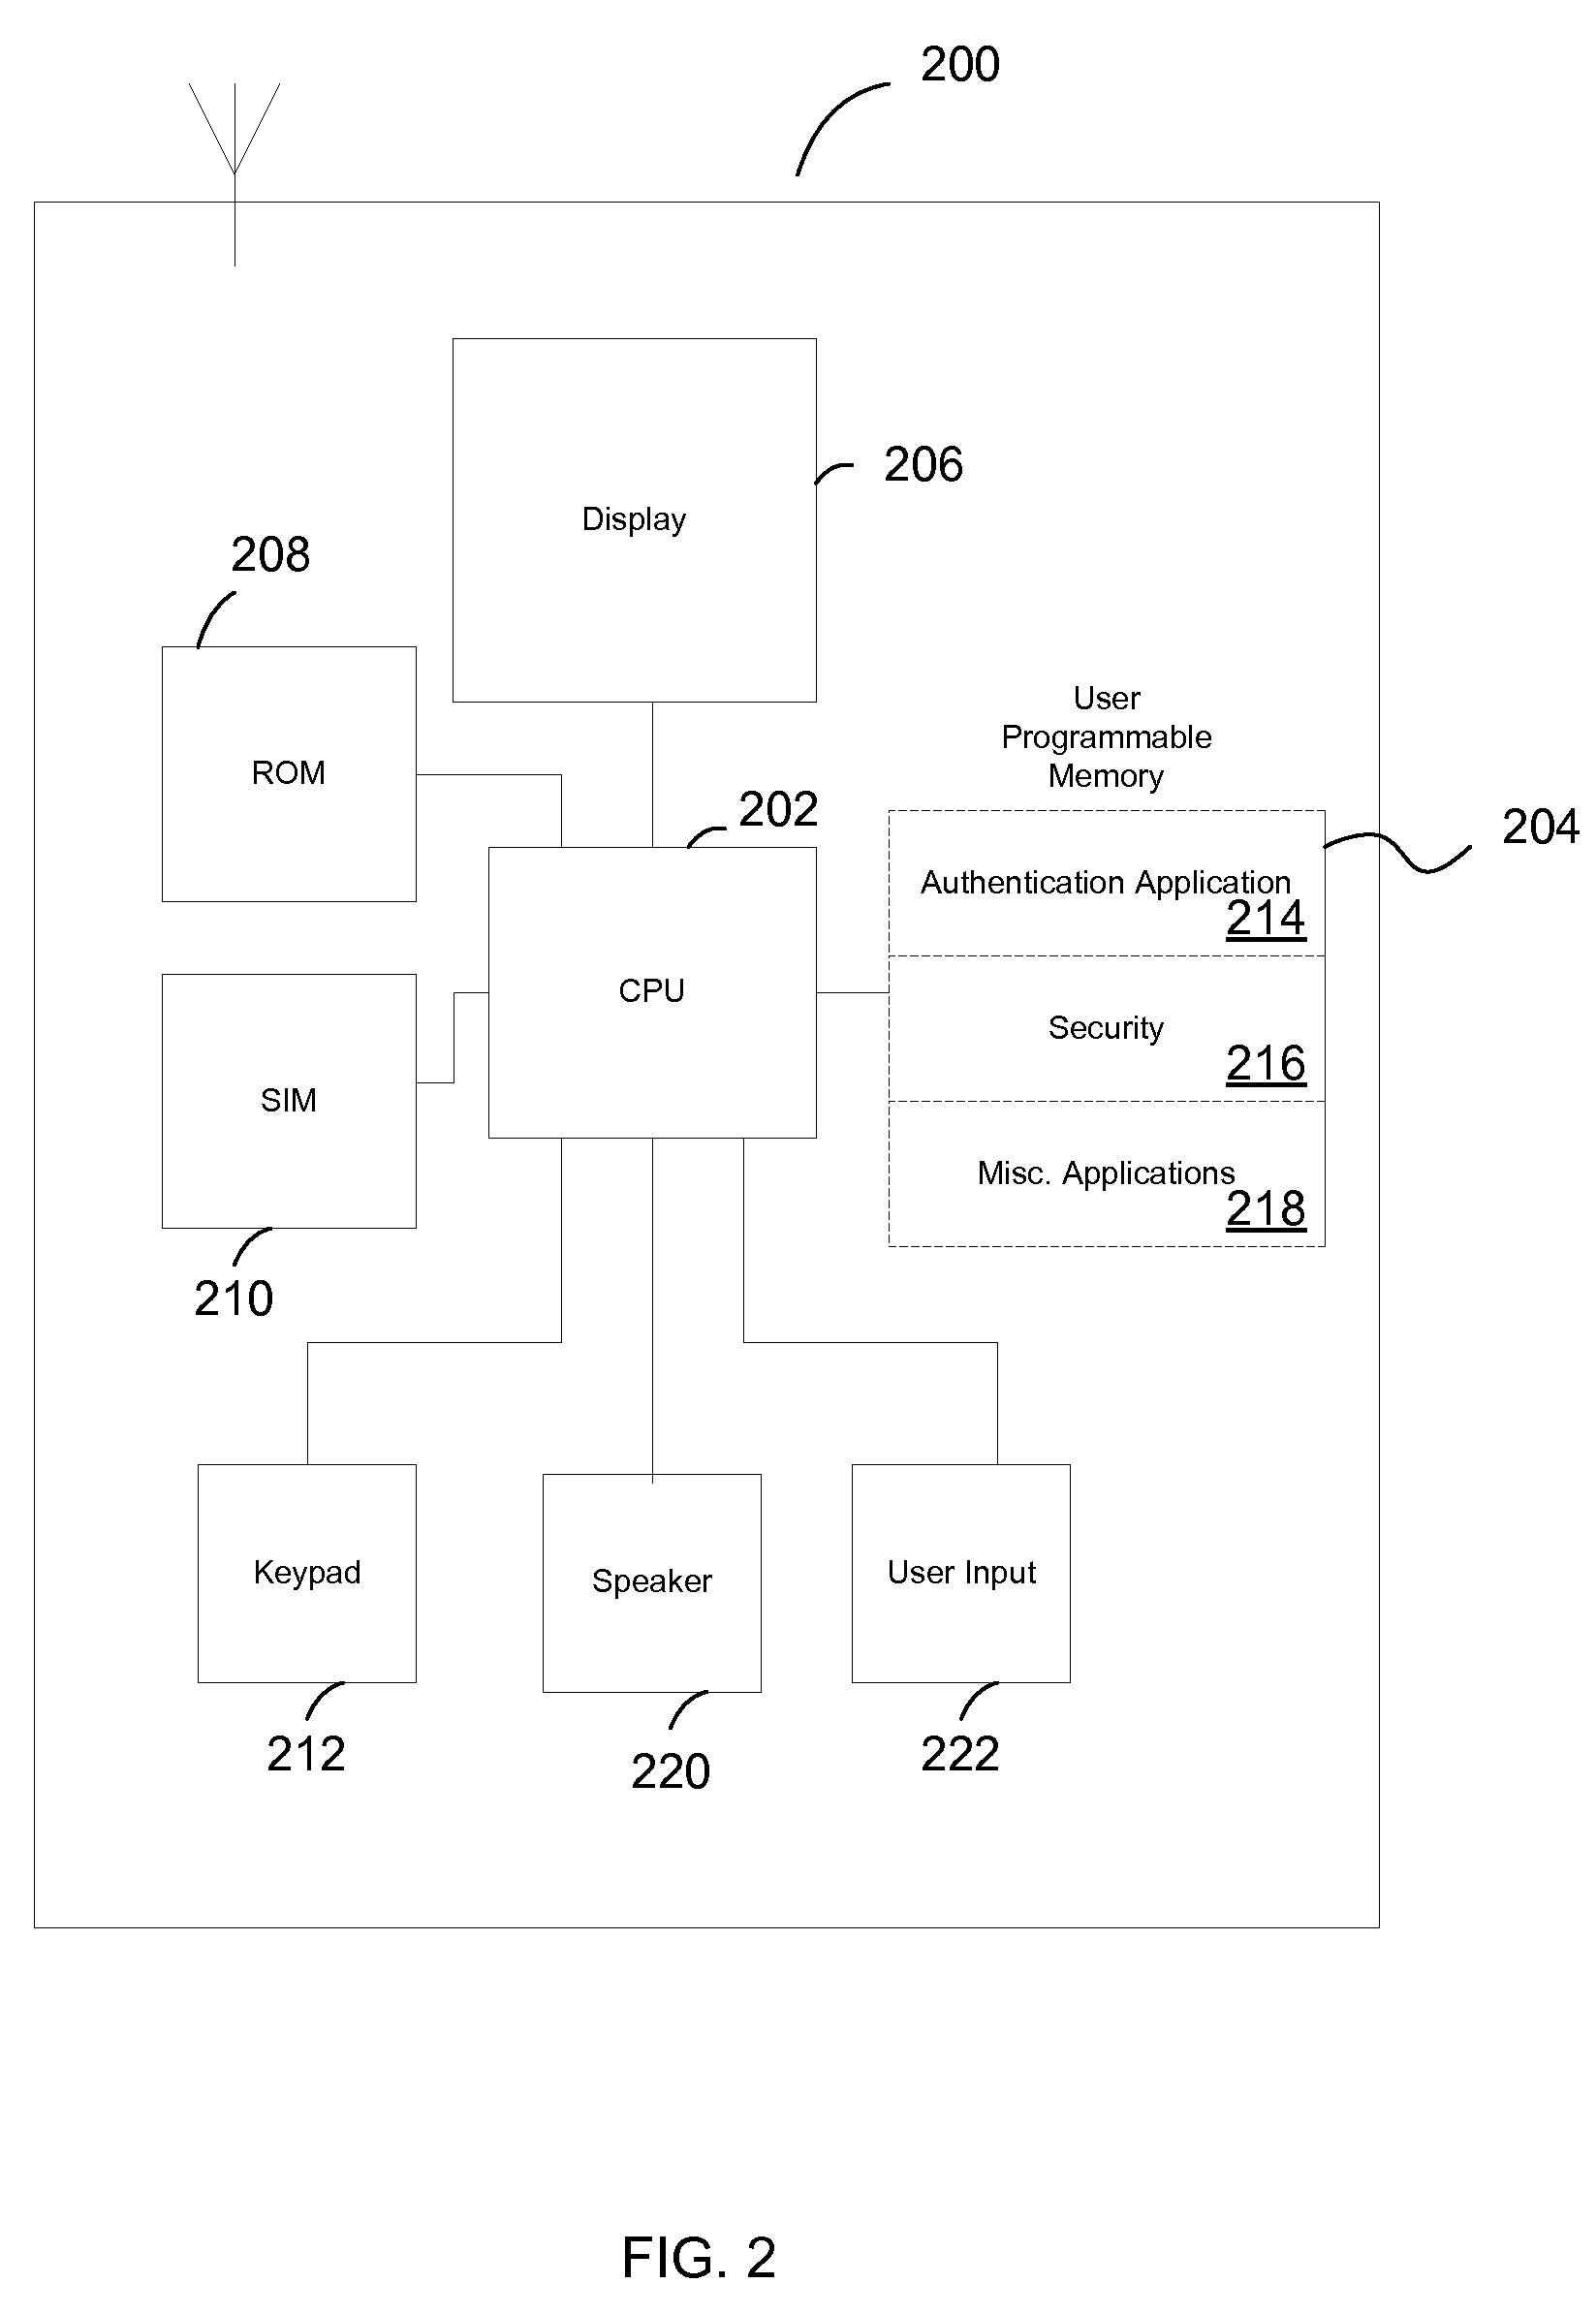 200
206
Display
208
User
Programmable
Memory
ROM
202
204
Authentication Application
214
CPU
Security
216
SIM
Misc. Applications
218
210
Keypad
Speaker
User Input
212
220
222
FIG. 2